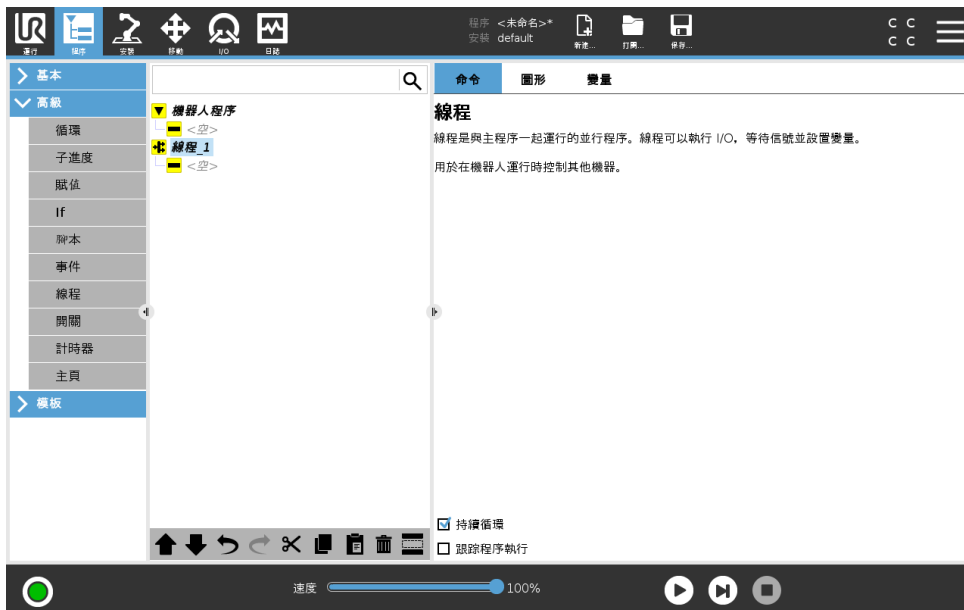 UR
程序 <未命名>*
安裝 default
C C
C C
運行
程序
安裝
移動
I/O
日誌
新建...
打開...
保存...
基本
高級
循環
子進度
賦值
If
腳本
事件
線程
開關
計時器
主頁
模板
機器人程序
<空>
線程_1
<空>
命令 圖形 變量
線程
線程是與主程序一起運行的並行程序。線程可以執行 I/O，等待信號並設置變量。
用於在機器人運行時控制其他機器。
持續循環
跟踪程序執行
速度 100%